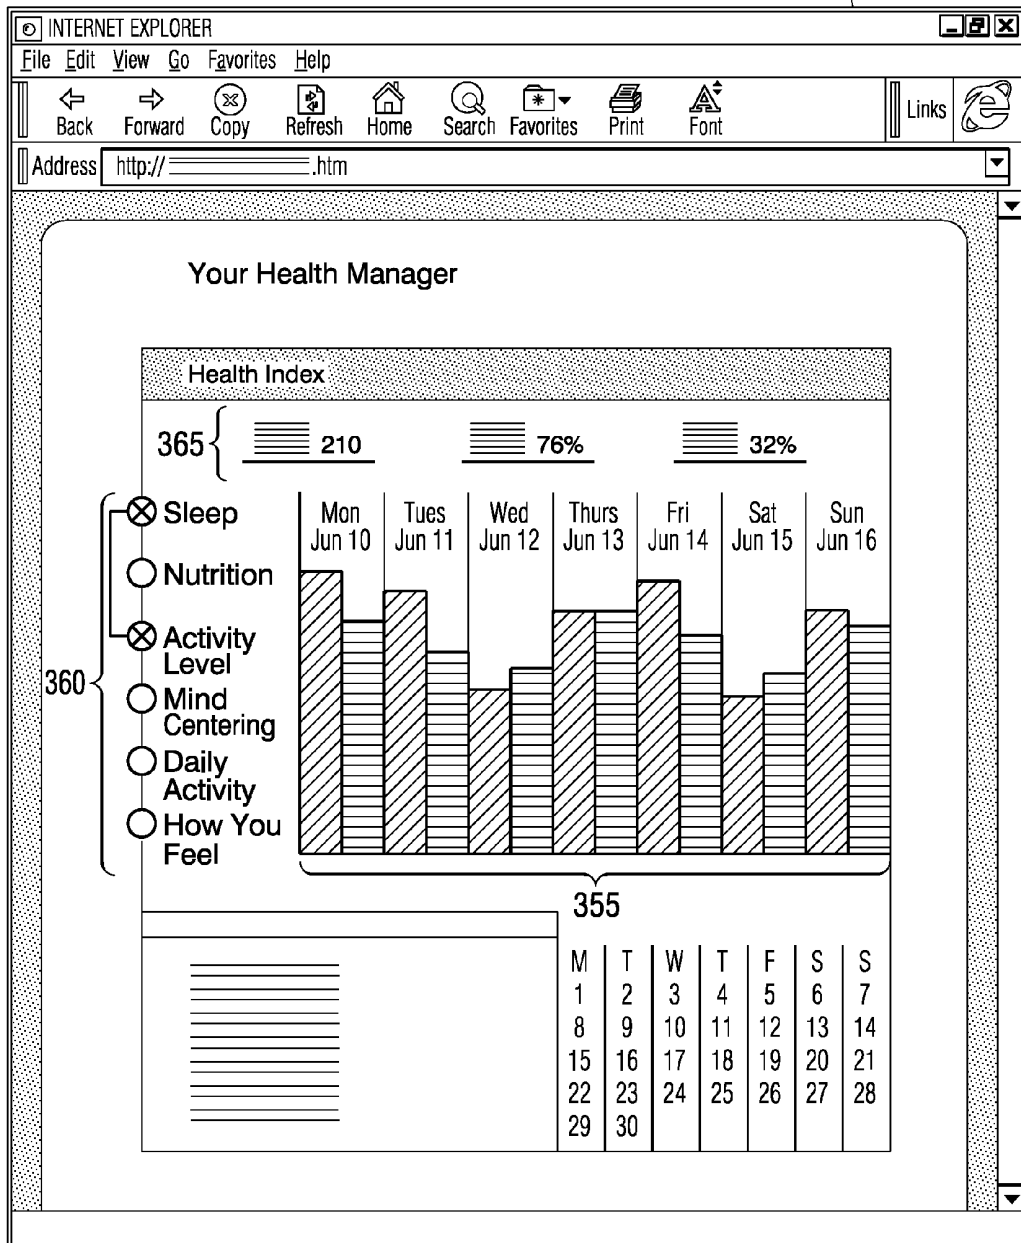 INTERNET EXPLORER
File Edit View Go Favorites Help
Back Forward Copy Refresh Home Search Favorites Print Font Links
Address http:// .htm
Your Health Manager
Health Index
365 210 76% 32%
Sleep
Nutrition
Activity
Level
Mind
Centering
Daily
Activity
How You
Feel
360
Mon Tues Wed Thurs Fri Sat Sun
Jun 10 Jun 11 Jun 12 Jun 13 Jun 14 Jun 15 Jun 16
355
M T W T F S S
1 2 3 4 5 6 7
8 9 10 11 12 13 14
15 16 17 18 19 20 21
22 23 24 25 26 27 28
29 30